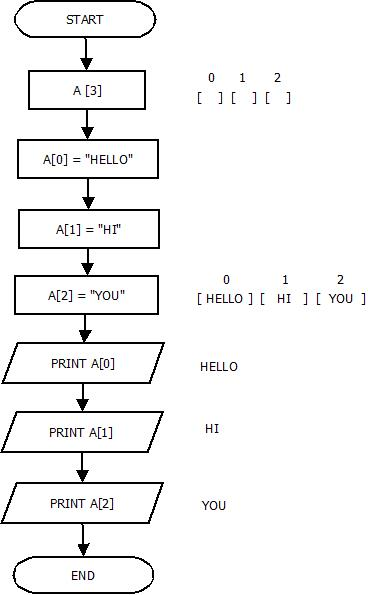 START
0 1 2
A [3]
[ ] [ ] [ ]
A[0] = "HELLO"
A[1] = "HI"
0 1 2
A[2] = "YOU"
[ HELLO ] [ HI ] [ YOU ]
PRINT A[0]
HELLO
PRINT A[1]
HI
PRINT A[2]
YOU
END